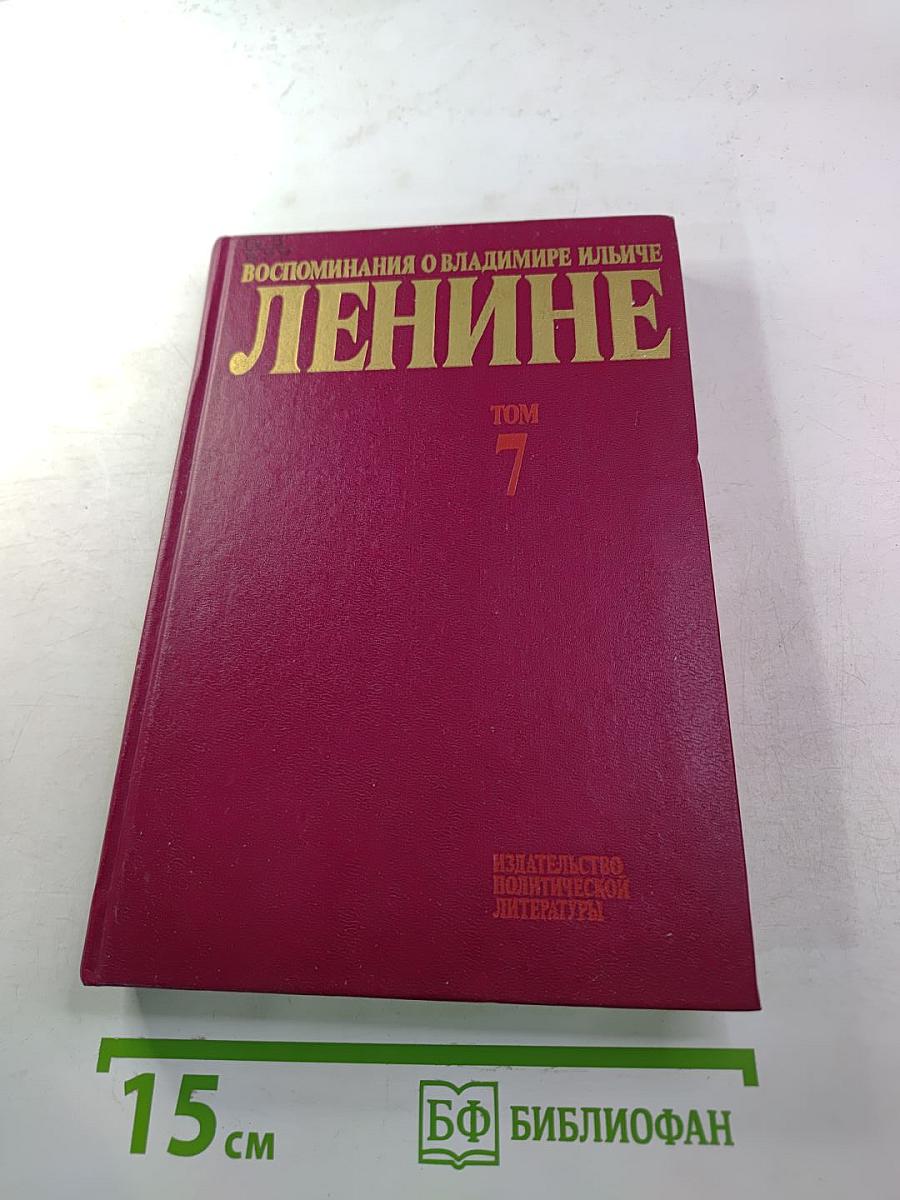 ВОСПОМИНАНИЯ О ВЛАДИМИРЕ ИЛЬИЧЕ
ЛЕНИНЕ
ТОМ
7
ИЗДАТЕЛЬСТВО
ПОЛИТИЧЕСКОЙ
ЛИТЕРАТУРЫ
15 см
БФ БИБЛИОФАН